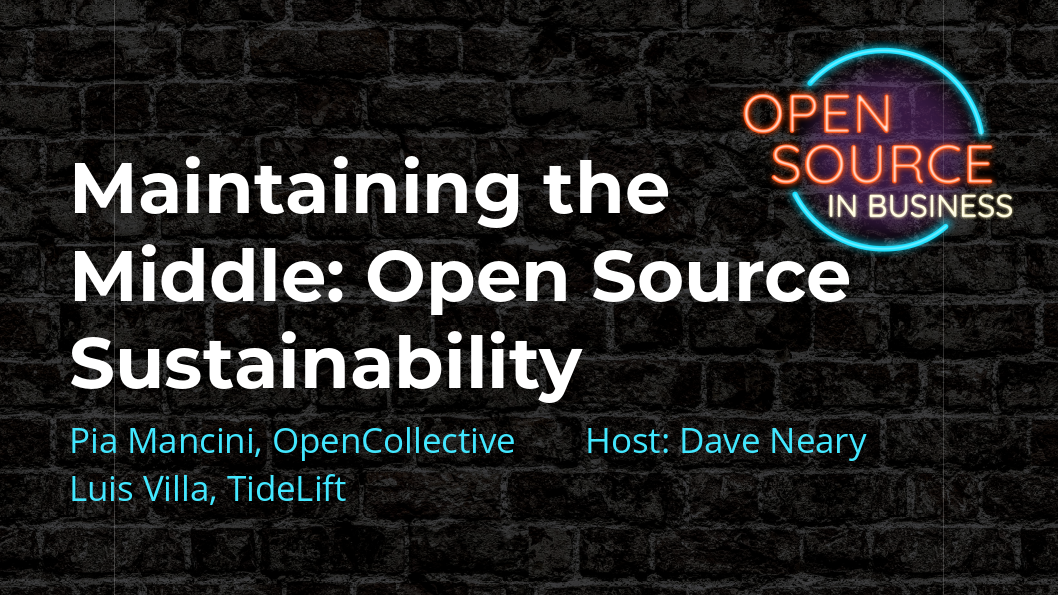 OPEN
SOURCE
IN BUSINESS
Maintaining the
Middle: Open Source
Sustainability
Pia Mancini, OpenCollective
Luis Villa, TideLift
Host: Dave Neary